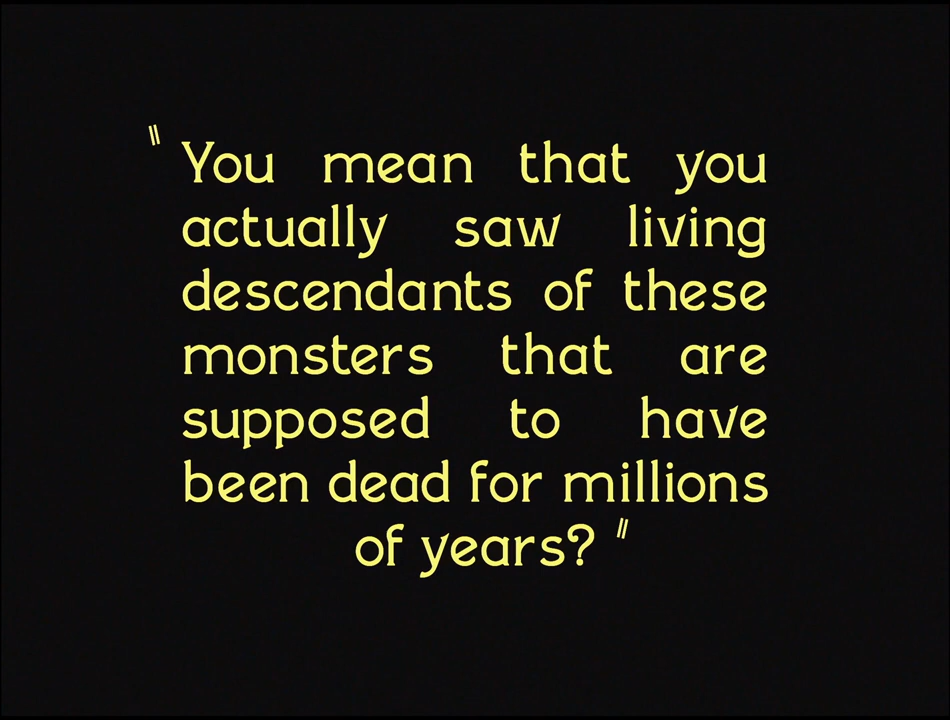 "You mean that you
actually saw living
descendants of these
monsters that are
supposed to have
been dead for millions
of years?"